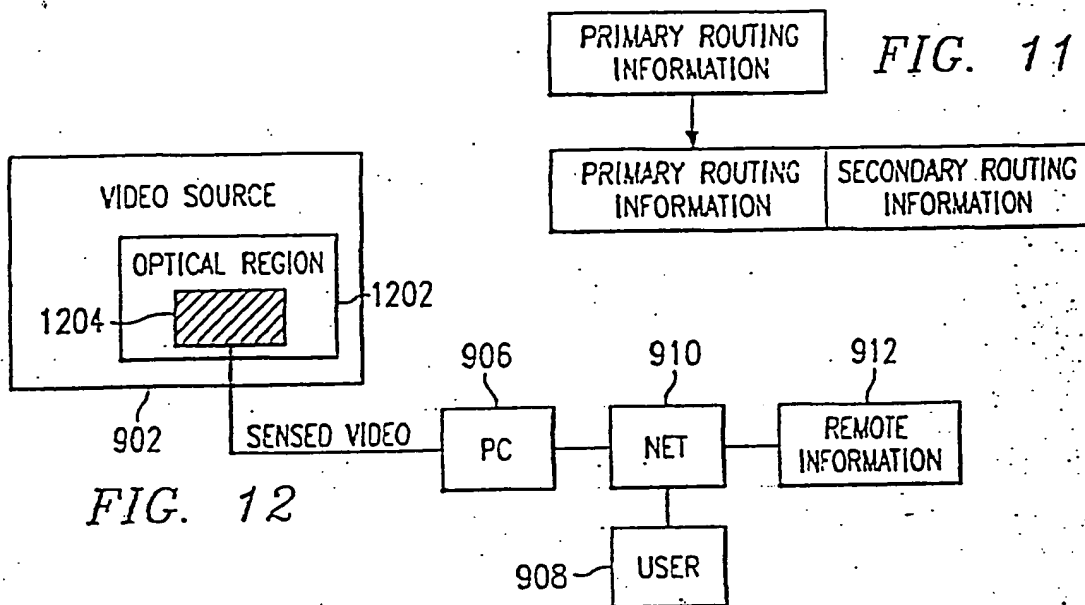 PRIMARY ROUTING
INFORMATION
FIG. 11
PRIMARY ROUTING
INFORMATION
SECONDARY ROUTING
INFORMATION
VIDEO SOURCE
OPTICAL REGION
1202
1204
902
SENSED VIDEO
906
PC
910
NET
912
REMOTE
INFORMATION
FIG. 12
908
USER